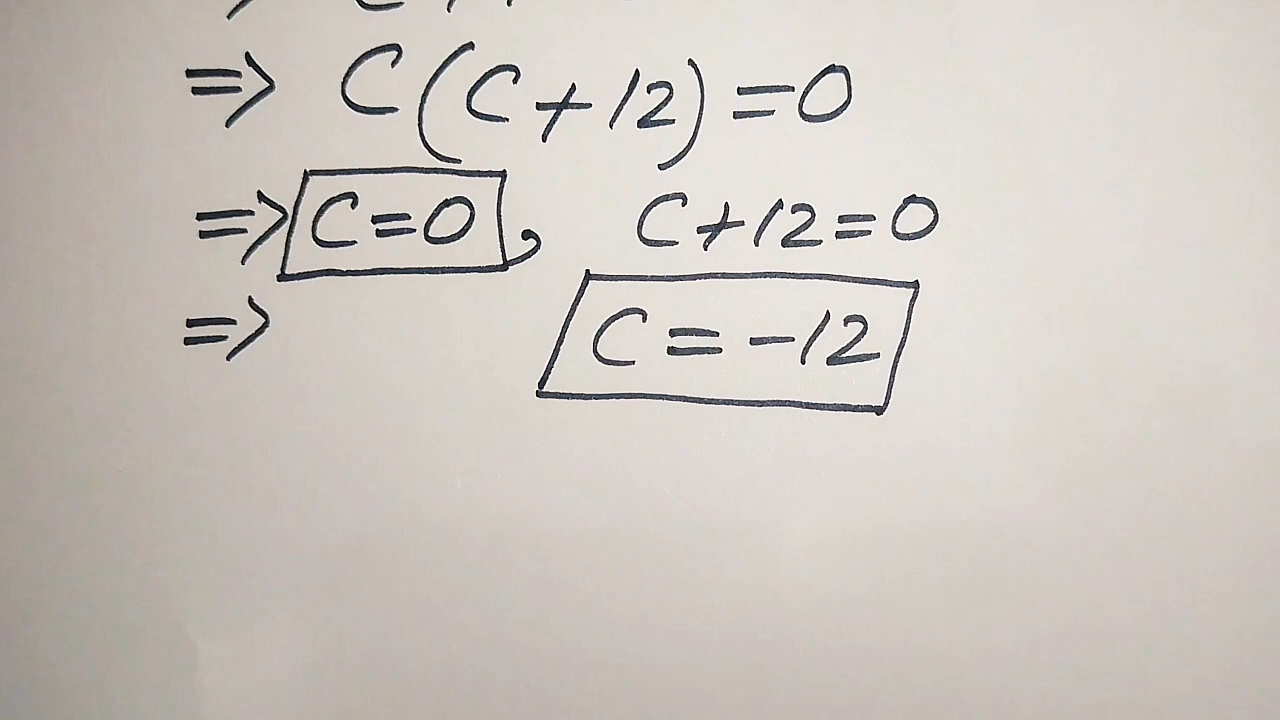 => C(C+12)=0
=> C=0, C+12=0
=> C=-12